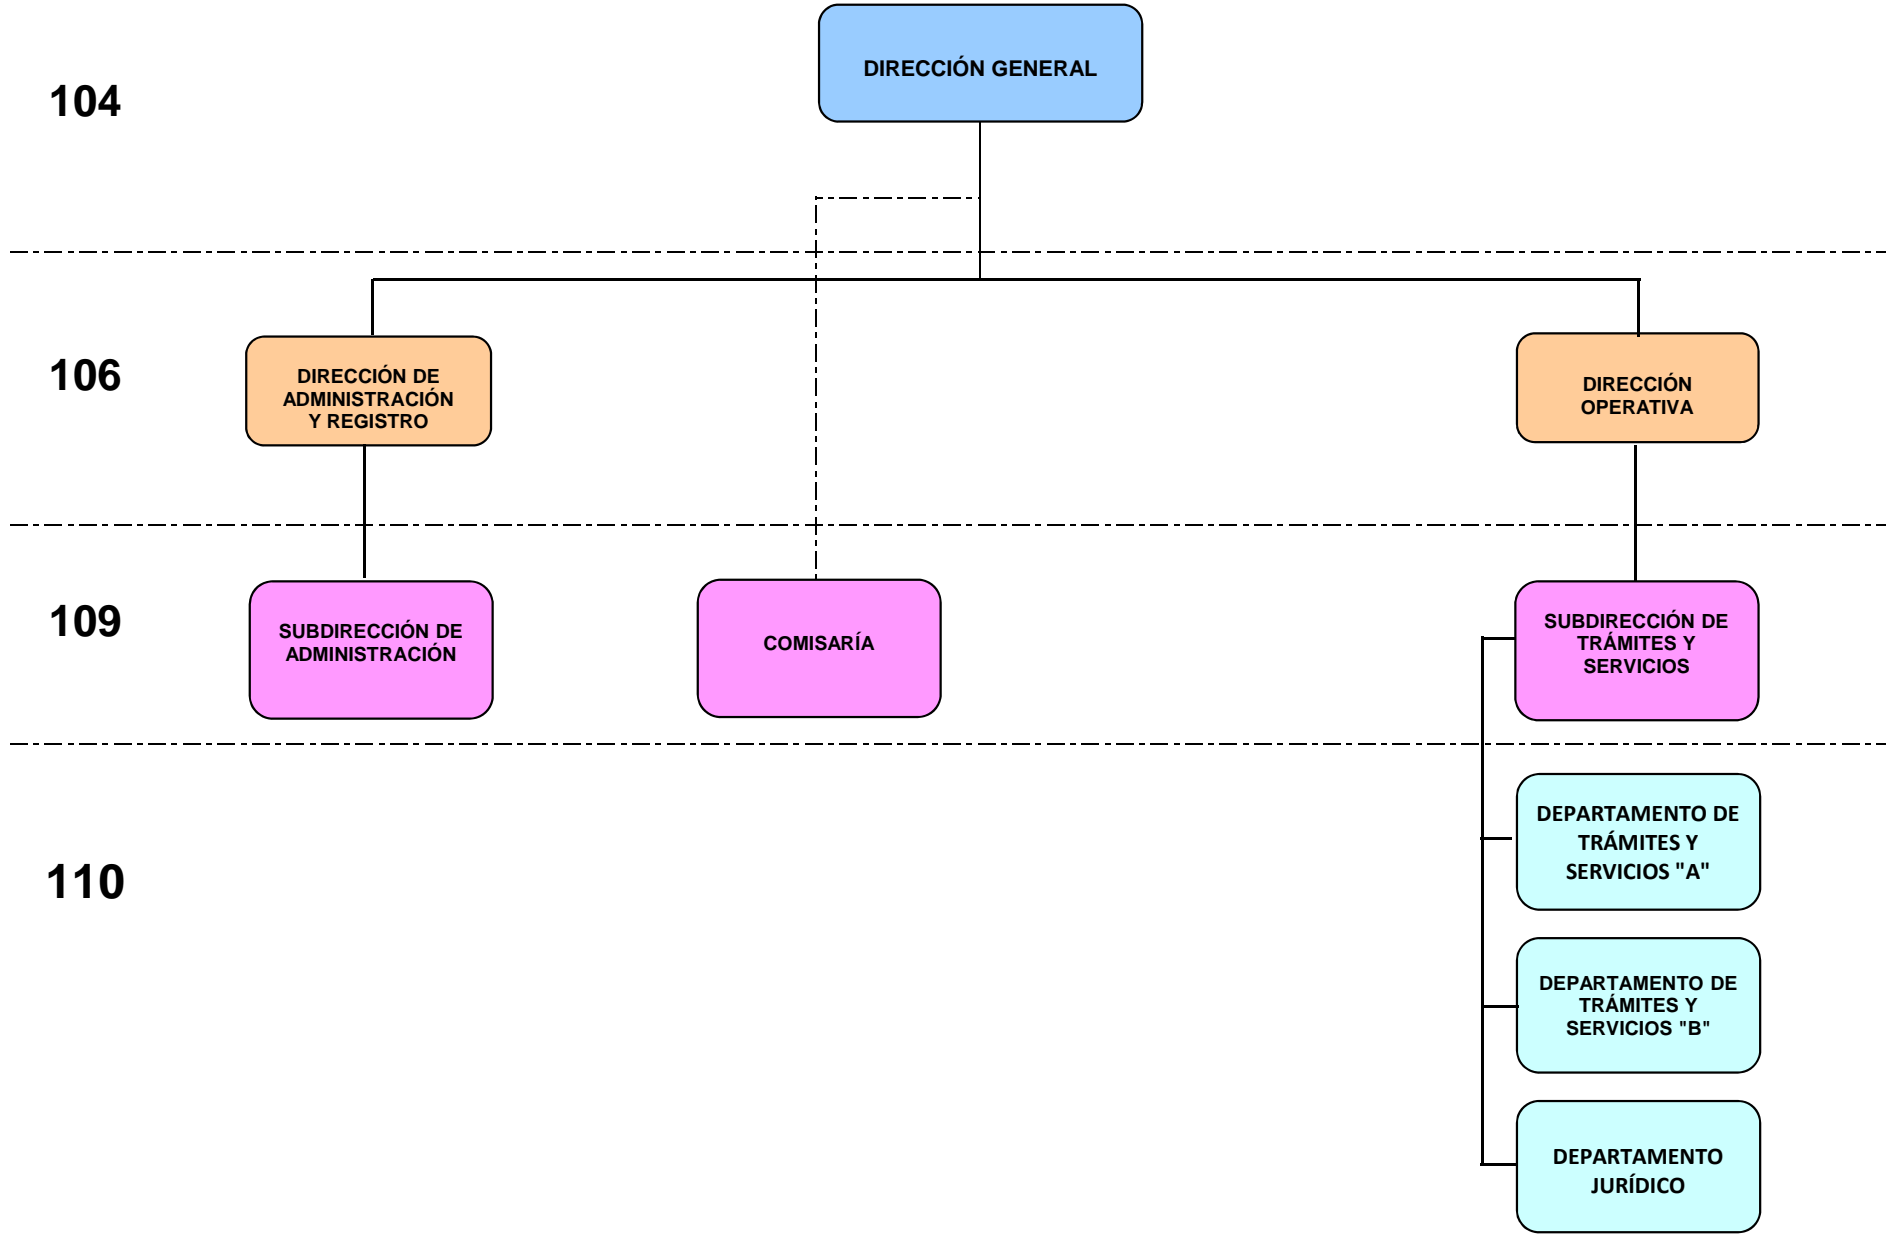 DIRECCIÓN GENERAL
104
106
DIRECCIÓN DE
ADMINISTRACIÓN
Y REGISTRO
DIRECCIÓN
OPERATIVA
109
SUBDIRECCIÓN DE
ADMINISTRACIÓN
COMISARÍA
SUBDIRECCIÓN DE
TRÁMITES Y
SERVICIOS
110
DEPARTAMENTO DE
TRÁMITES Y
SERVICIOS "A"
DEPARTAMENTO DE
TRÁMITES Y
SERVICIOS "B"
DEPARTAMENTO
JURÍDICO